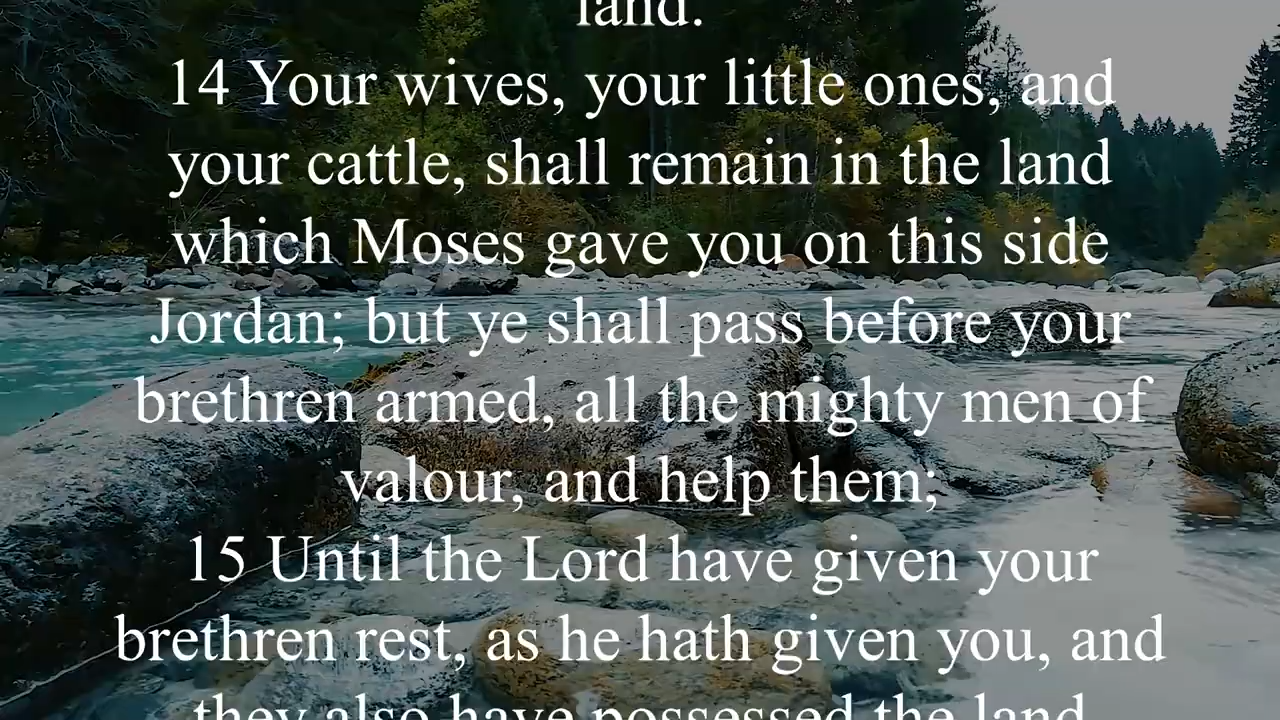 land.
14 Your wives, your little ones, and
your cattle, shall remain in the land
which Moses gave you on this side
Jordan; but ye shall pass before your
brethren armed, all the mighty men of
valour, and help them;
15 Until the Lord have given your
brethren rest, as he hath given you, and
they also have possessed the land